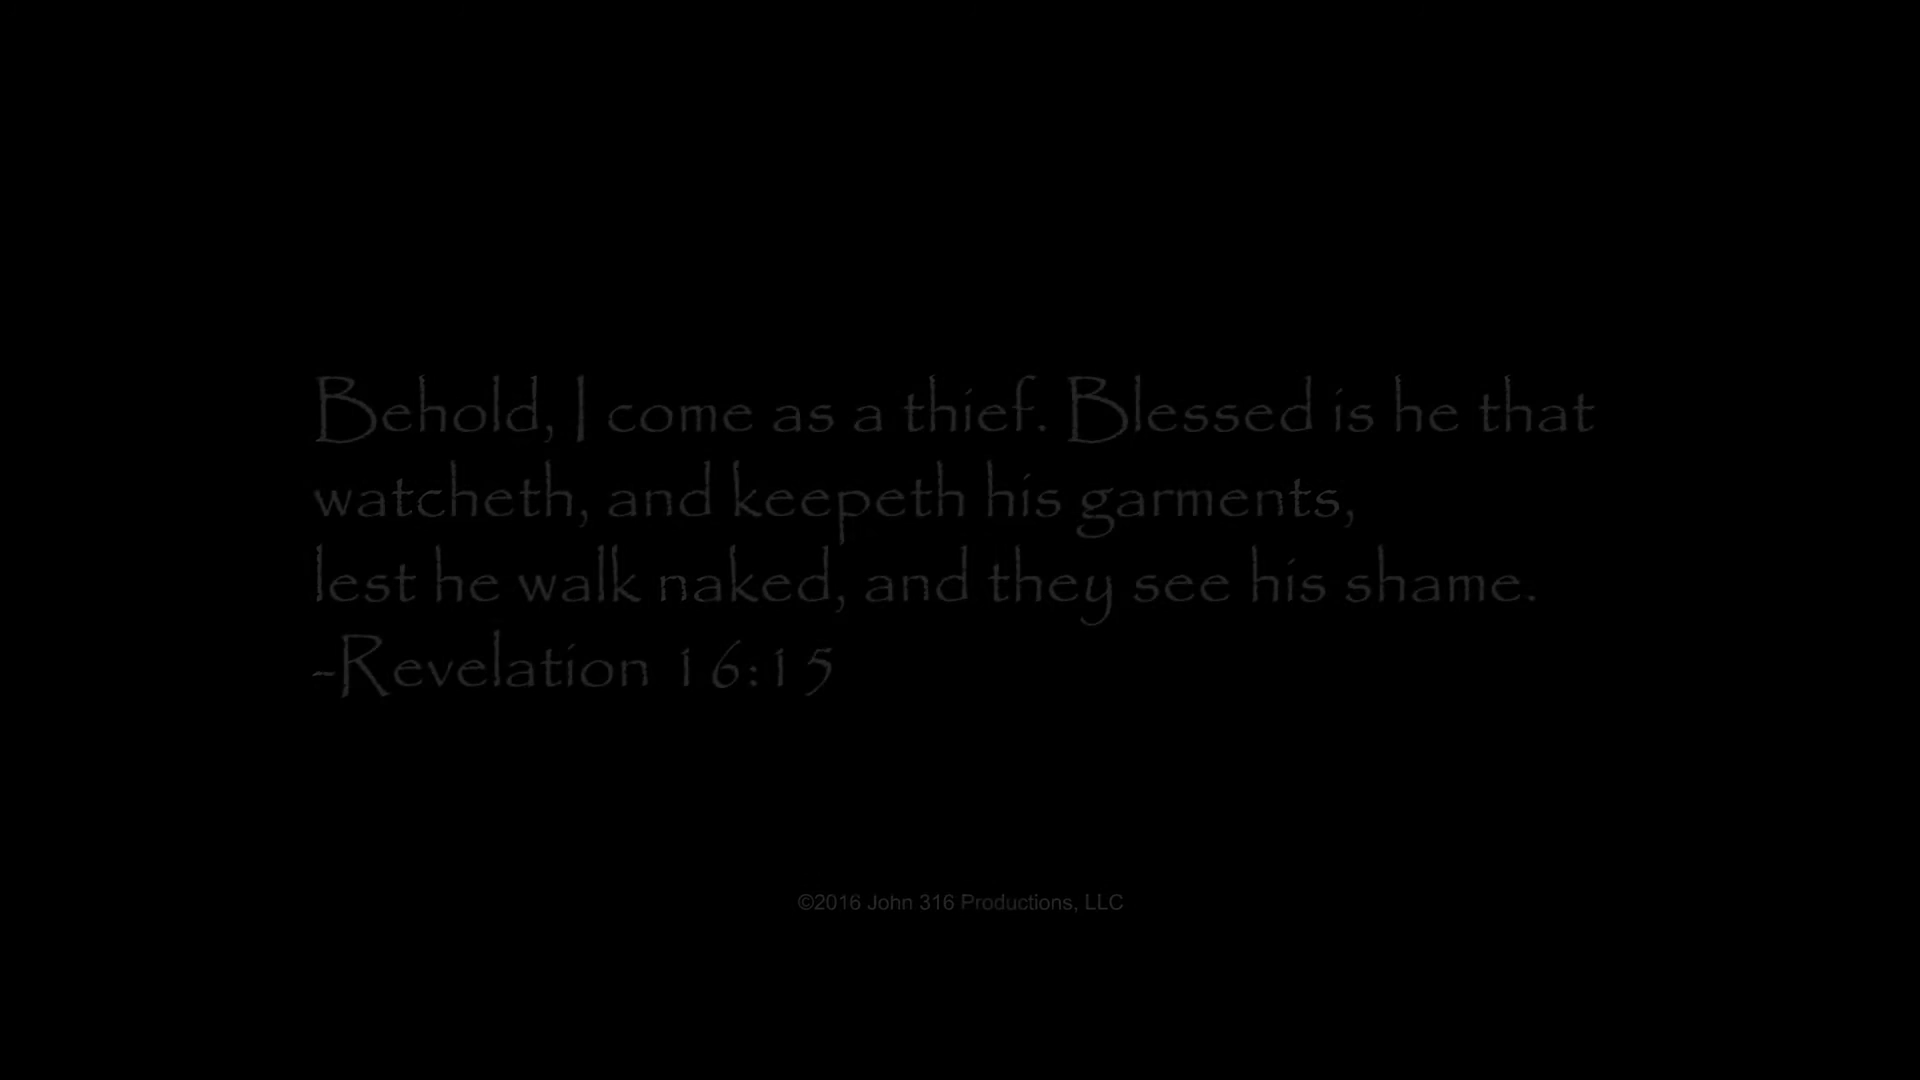 Behold, I come as a thief. Blessed is he that
watcheth, and keepeth his garments,
lest he walk naked, and they see his shame.
-Revelation 16:15
©2016 John 316 Productions, LLC